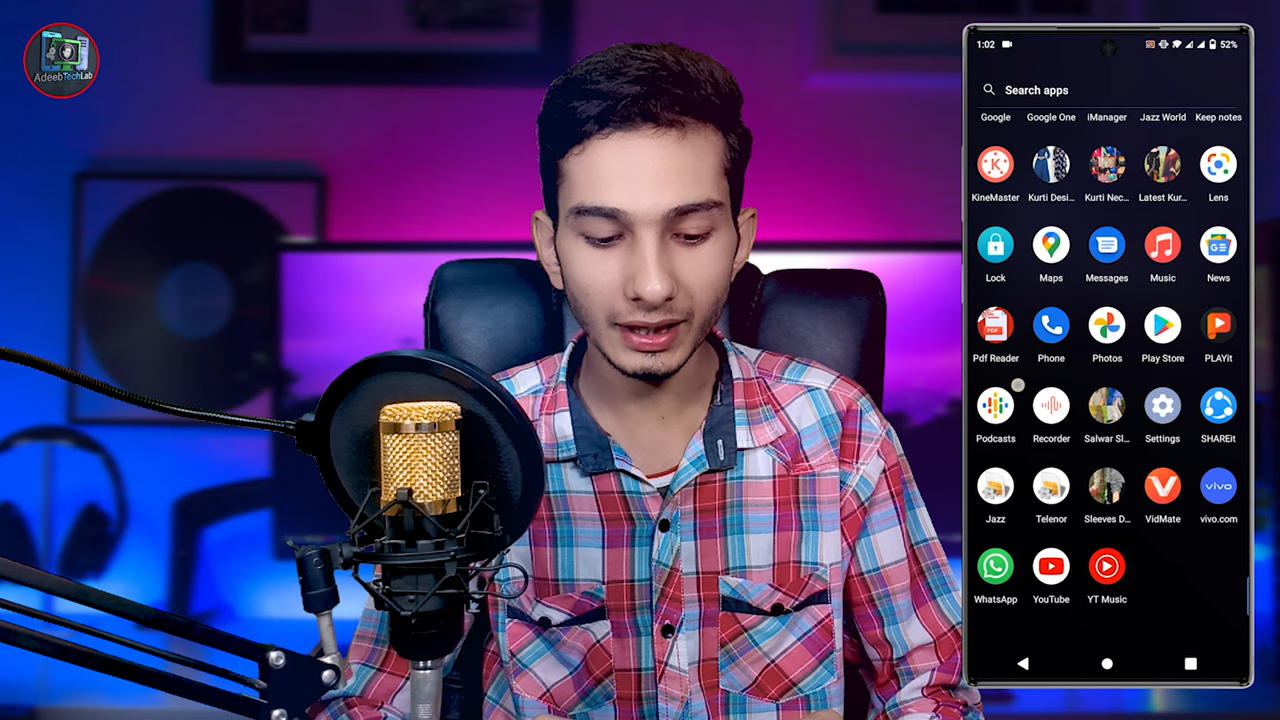 AdeebTechLab
1:02
52%
Search apps
Google Google One iManager Jazz World Keep notes
KineMaster Kurti Desi... Kurti Nec... Latest Kur... Lens
Lock Maps Messages Music News
PDF
Pdf Reader Phone Photos Play Store PLAYit
Podcasts Recorder Salwar Sl... Settings SHAREit
vivo
Jazz Telenor Sleeves D... VidMate vivo.com
WhatsApp YouTube YT Music